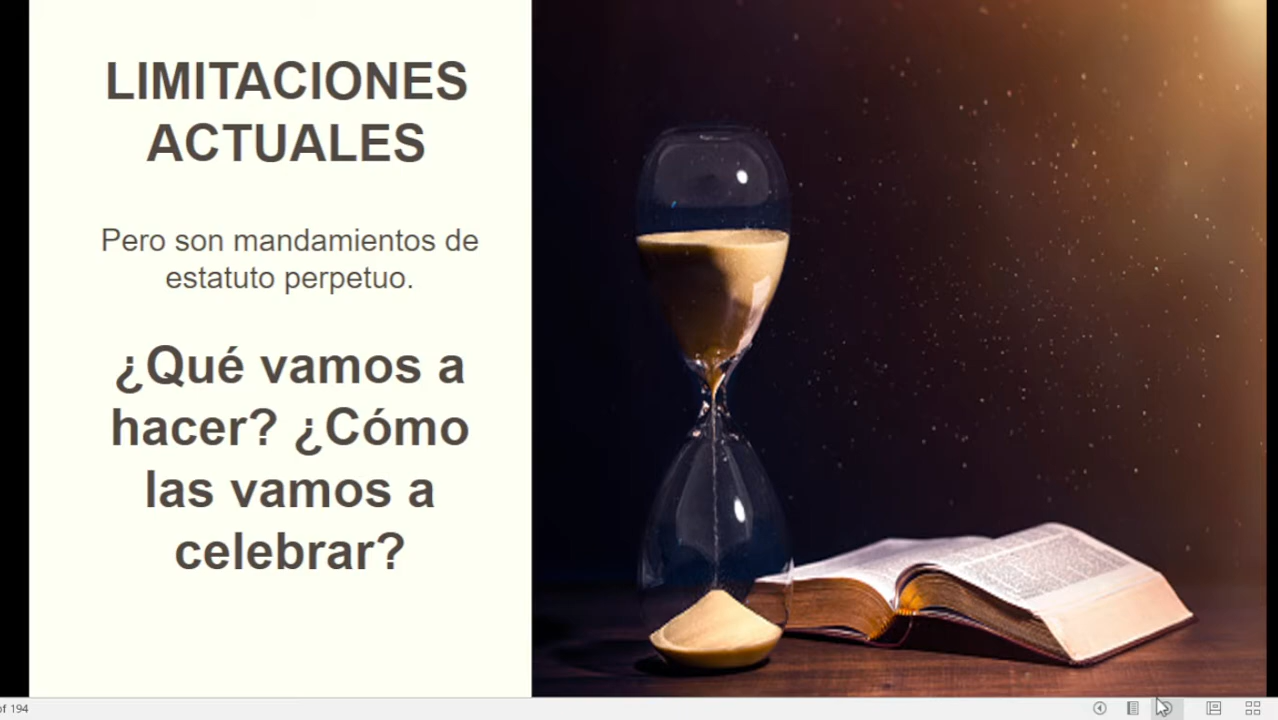 LIMITACIONES
ACTUALES
Pero son mandamientos de
estatuto perpetuo.
¿Qué vamos a
hacer? ¿Cómo
las vamos a
celebrar?
of 194